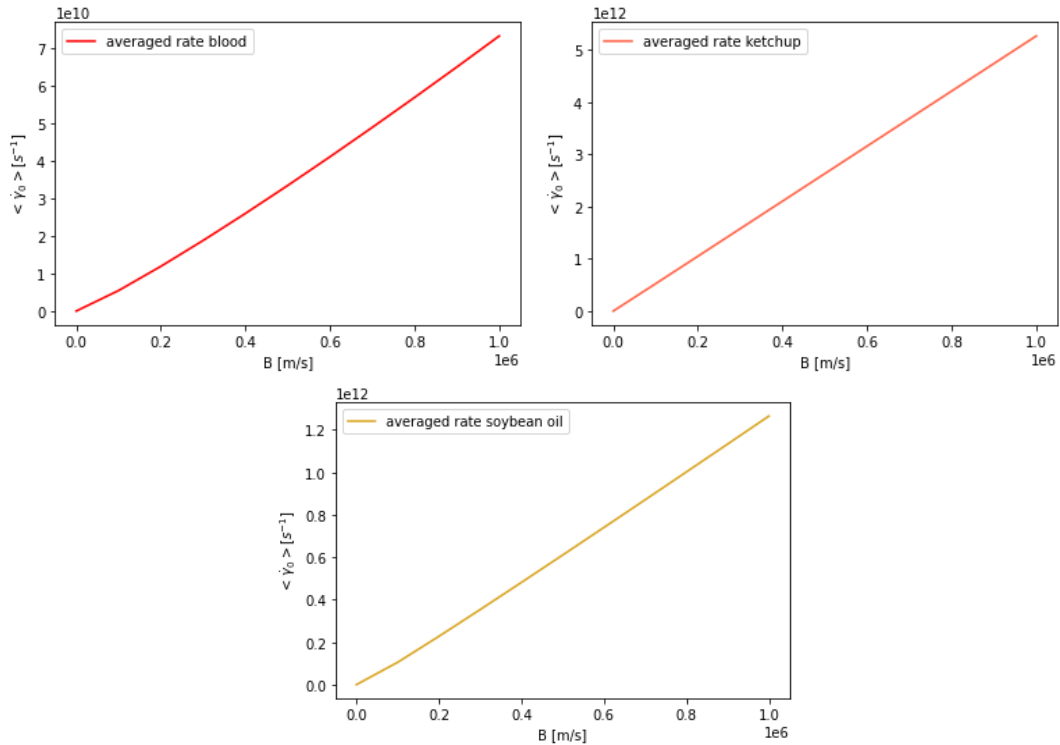 1e10
averaged rate blood
7
6
5
4
3
2
1
0
< γ̇₀ > [s⁻¹]
0.0 0.2 0.4 0.6 0.8 1.0
B [m/s]
1e6
1e12
averaged rate ketchup
5
4
3
2
1
0
< γ̇₀ > [s⁻¹]
0.0 0.2 0.4 0.6 0.8 1.0
B [m/s]
1e6
1e12
averaged rate soybean oil
1.2
1.0
0.8
0.6
0.4
0.2
0.0
< γ̇₀ > [s⁻¹]
0.0 0.2 0.4 0.6 0.8 1.0
B [m/s]
1e6